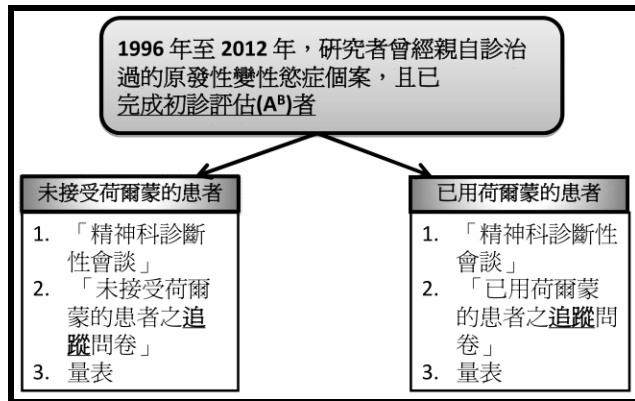 1996 年至 2012 年，研究者曾經親自診治
過的原發性變性慾症個案，且已
完成初診評估(Aᴮ)者
未接受荷爾蒙的患者
1. 「精神科診斷
性會談」
2. 「未接受荷爾
蒙的患者之追
蹤問卷」
3. 量表
已用荷爾蒙的患者
1. 「精神科診斷性
會談」
2. 「已用荷爾蒙
的患者之追蹤問
卷」
3. 量表